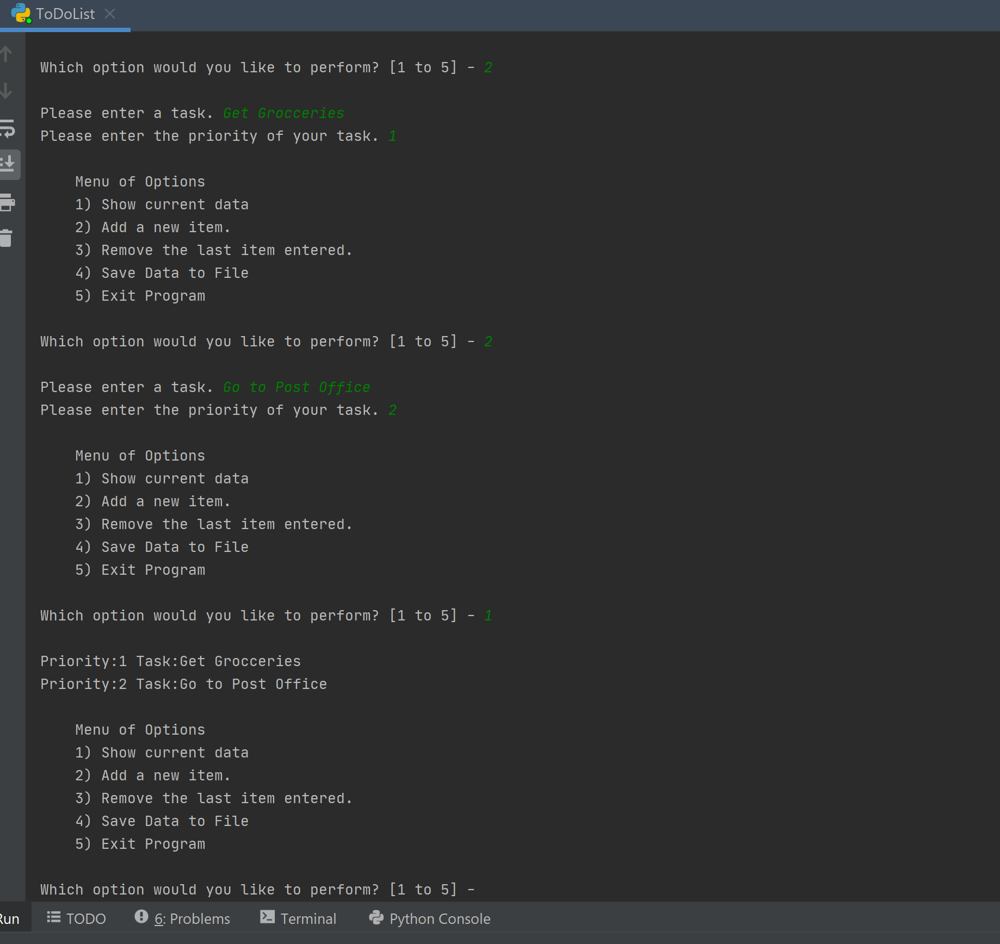 ToDoList
Which option would you like to perform? [1 to 5] - 2
Please enter a task. Get Grocceries
Please enter the priority of your task. 1
Menu of Options
1) Show current data
2) Add a new item.
3) Remove the last item entered.
4) Save Data to File
5) Exit Program
Which option would you like to perform? [1 to 5] - 2
Please enter a task. Go to Post Office
Please enter the priority of your task. 2
Menu of Options
1) Show current data
2) Add a new item.
3) Remove the last item entered.
4) Save Data to File
5) Exit Program
Which option would you like to perform? [1 to 5] - 1
Priority:1 Task:Get Grocceries
Priority:2 Task:Go to Post Office
Menu of Options
1) Show current data
2) Add a new item.
3) Remove the last item entered.
4) Save Data to File
5) Exit Program
Which option would you like to perform? [1 to 5] -
Run TODO 6: Problems Terminal Python Console